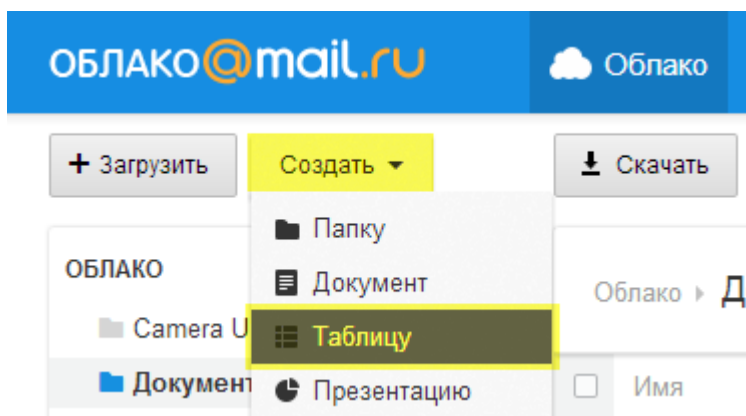 ОБЛАКО@mail.ru
Облако
+ Загрузить
Создать
Скачать
Папку
Документ
Таблицу
Презентацию
ОБЛАКО
Camera U
Документ
Облако
Д
Имя